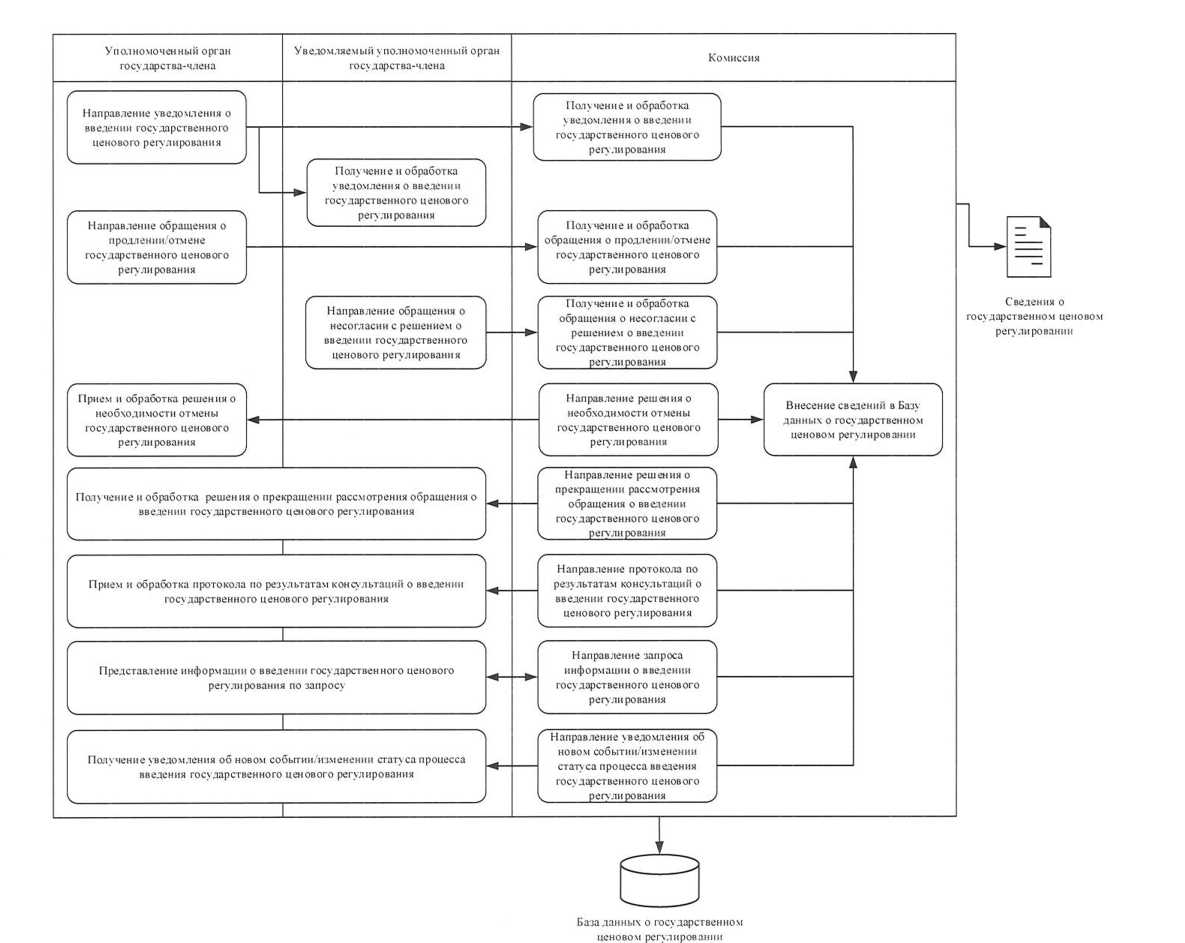 Уполномоченный орган
государства-члена
Уведомляемый уполномоченный орган
государства-члена
Комиссия
Направление уведомления о
введении государственного
ценового регулирования
Получение и обработка
уведомления о введении
государственного ценового
регулирования
Получение и обработка
уведомления о введении
государственного ценового
регулирования
Направление обращения о
продлении/отмене
государственного ценового
регулирования
Получение и обработка
обращения о продлении/отмене
государственного ценового
регулирования
Сведения о
государственном ценовом
регулировании
Направление обращения о
несогласии с решением о
введении государственного
ценового регулирования
Получение и обработка
обращения о несогласии с
решением о введении
государственного ценового
регулирования
Прием и обработка решения о
необходимости отмены
государственного ценового
регулирования
Направление решения о
необходимости отмены
государственного ценового
регулирования
Внесение сведений в Базу
данных о государственном
ценовом регулировании
Получение и обработка решения о прекращении рассмотрения обращения о
введении государственного ценового регулирования
Направление решения о
прекращении рассмотрения
обращения о введении
государственного ценового
регулирования
Прием и обработка протокола по результатам консультаций о введении
государственного ценового регулирования
Направление протокола по
результатам консультаций о
введении государственного
ценового регулирования
Представление информации о введении государственного ценового
регулирования по запросу
Направление запроса
информации о введении
государственного ценового
регулирования
Получение уведомления об новом событии/изменении статуса процесса
введения государственного ценового регулирования
Направление уведомления об
новом событии/изменении
статуса процесса введения
государственного ценового
регулирования
База данных о государственном
ценовом регулировании